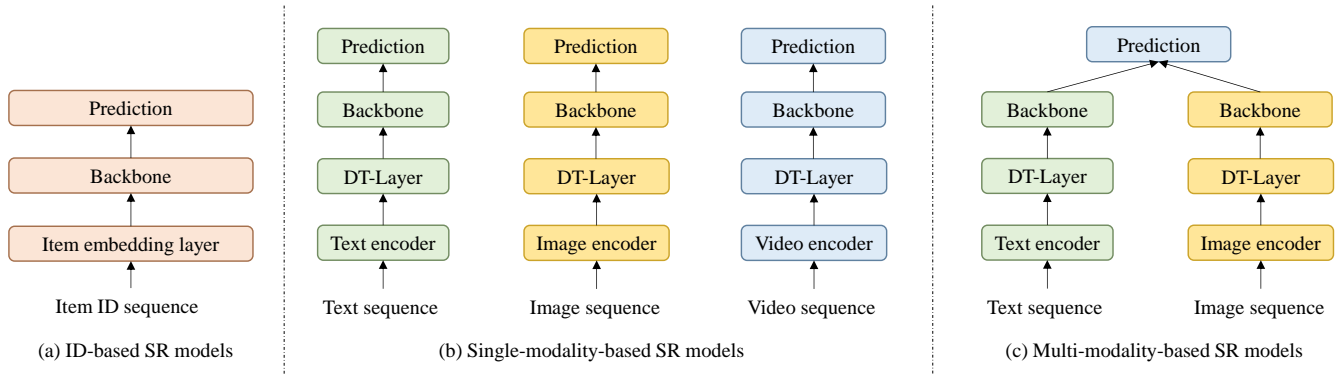 Prediction
Backbone
Item embedding layer
Item ID sequence
(a) ID-based SR models
Prediction
Backbone
DT-Layer
Text encoder
Text sequence
Prediction
Backbone
DT-Layer
Image encoder
Image sequence
Prediction
Backbone
DT-Layer
Video encoder
Video sequence
(b) Single-modality-based SR models
Prediction
Backbone
DT-Layer
Text encoder
Text sequence
Backbone
DT-Layer
Image encoder
Image sequence
(c) Multi-modality-based SR models